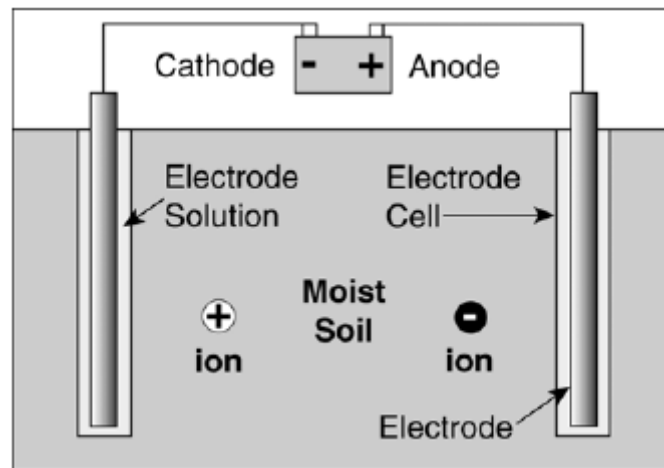 Cathode - + Anode
Electrode
Solution
Electrode
Cell
Moist
Soil
+
ion
-
ion
Electrode